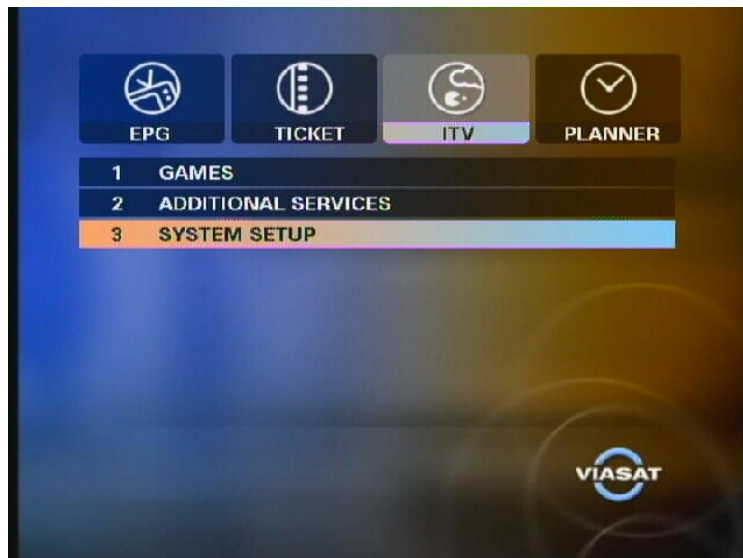 EPG TICKET ITV PLANNER
1 GAMES
2 ADDITIONAL SERVICES
3 SYSTEM SETUP
VIASAT